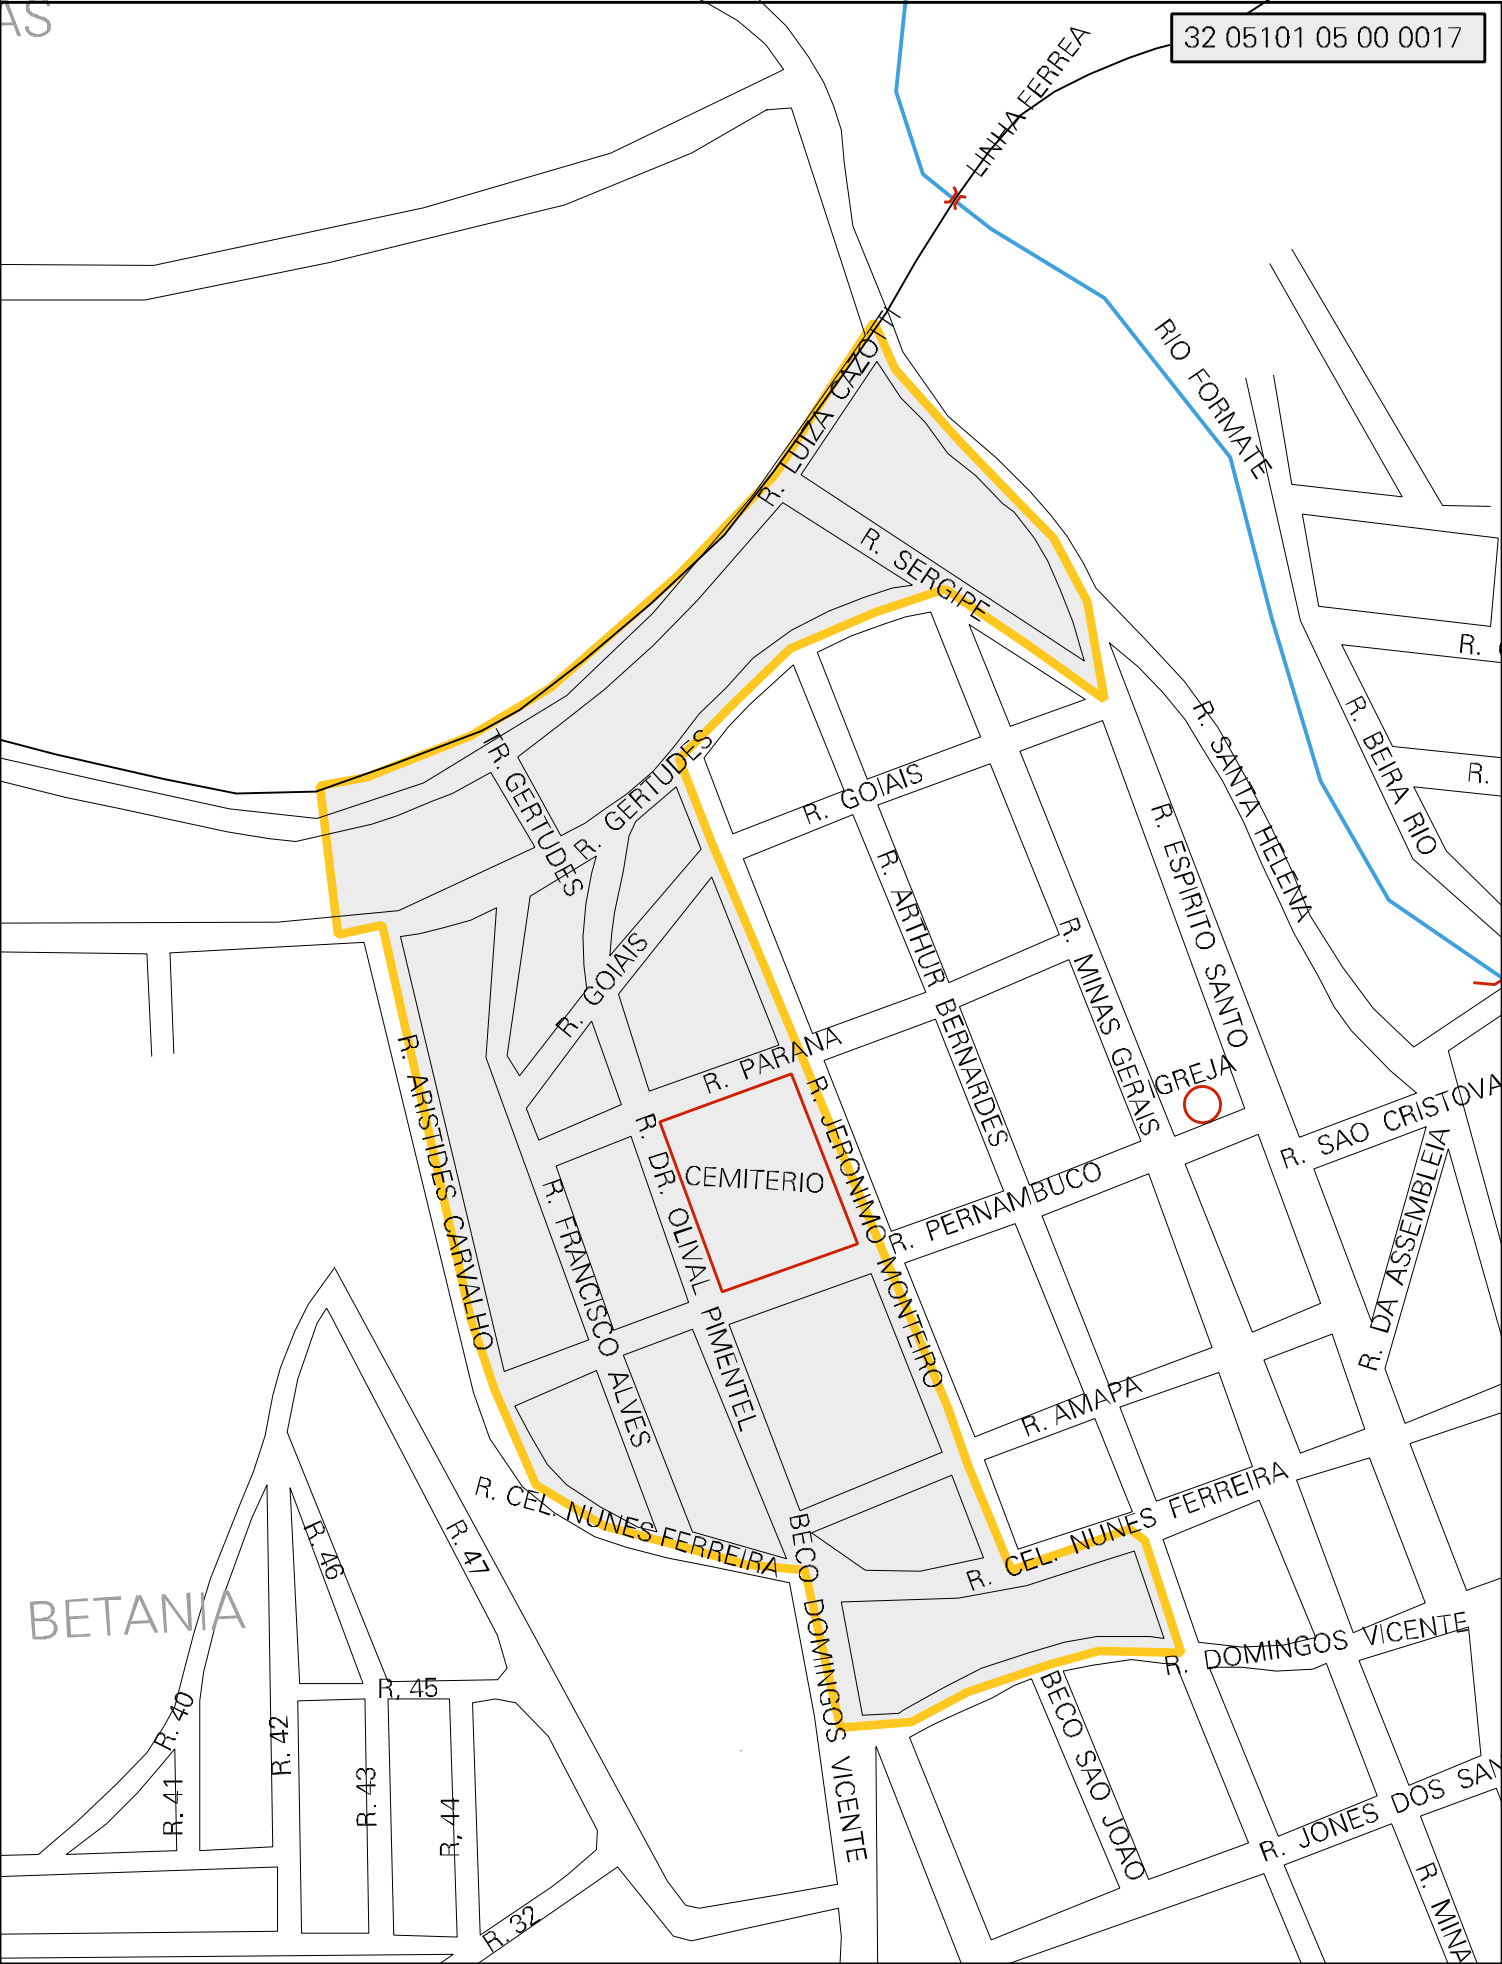 AS
32 05101 05 00 0017
LINHA FERREA
R. LUIZA CAZOTTI
RIO FORMATE
R. SERGIPE
R.
R. BEIRA RIO
R. SANTA HELENA
TR. GERTUDES
R. GERTUDES
R. GOIAIS
R.
R. ESPIRITO SANTO
R. ARTHUR BERNARDES
R. MINAS GERAIS
R. GOIAIS
R. ARISTIDES CARVALHO
R. PARANA
IGREJA
R. JERONIMO MONTEIRO
R. SAO CRISTOVA
R. DR. OLIVAL PIMENTEL
CEMITERIO
R. FRANCISCO ALVES
R. PERNAMBUCO
R. DA ASSEMBLEIA
R. AMAPA
R. CEL. NUNES FERREIRA
R. CEL. NUNES FERREIRA
R. 46
R. 47
BECO DOMINGOS VICENTE
BETANIA
R. DOMINGOS VICENTE
R, 45
BECO SAO JOAO
R. 40
R. 42
R. 41
R. 43
R, 44
R. JONES DOS SAN
R. MINA
R. 32